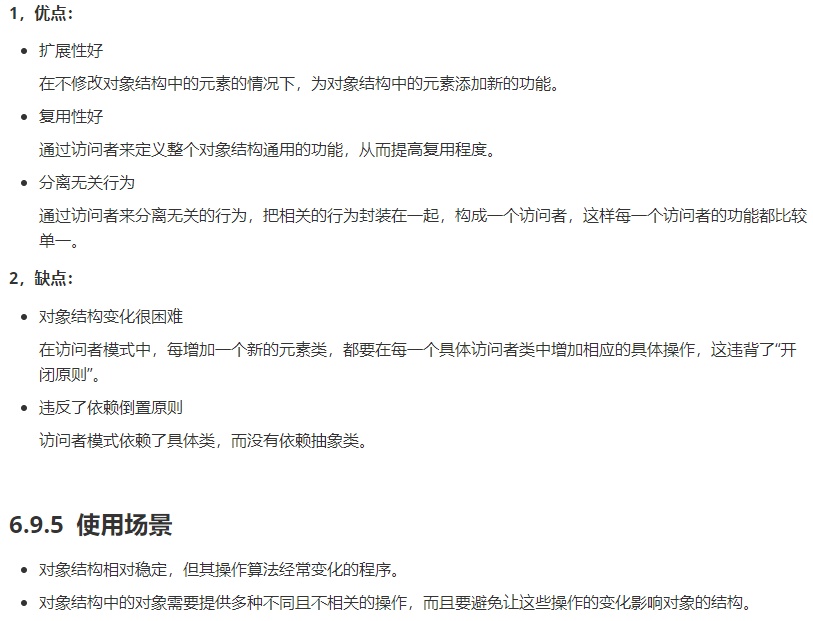 1，优点：
扩展性好
在不修改对象结构中的元素的情况下，为对象结构中的元素添加新的功能。
复用性好
通过访问者来定义整个对象结构通用的功能，从而提高复用程度。
分离无关行为
通过访问者来分离无关的行为，把相关的行为封装在一起，构成一个访问者，这样每一个访问者的功能都比较
单一。
2，缺点：
对象结构变化很困难
在访问者模式中，每增加一个新的元素类，都要在每一个具体访问者类中增加相应的具体操作，这违背了“开
闭原则”。
违反了依赖倒置原则
访问者模式依赖了具体类，而没有依赖抽象类。
6.9.5 使用场景
对象结构相对稳定，但其操作算法经常变化的程序。
对象结构中的对象需要提供多种不同且不相关的操作，而且要避免让这些操作的变化影响对象的结构。